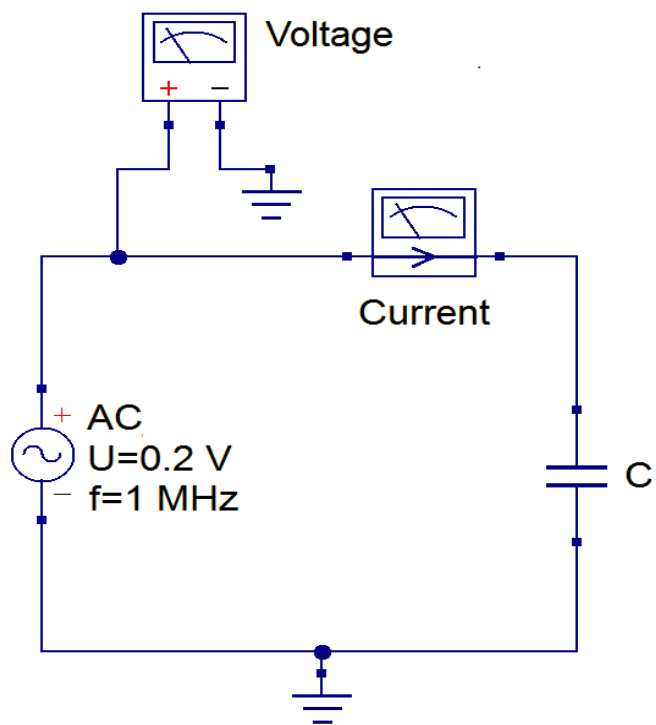 Voltage
+ −
Current
+
AC
U=0.2 V
− f=1 MHz
C